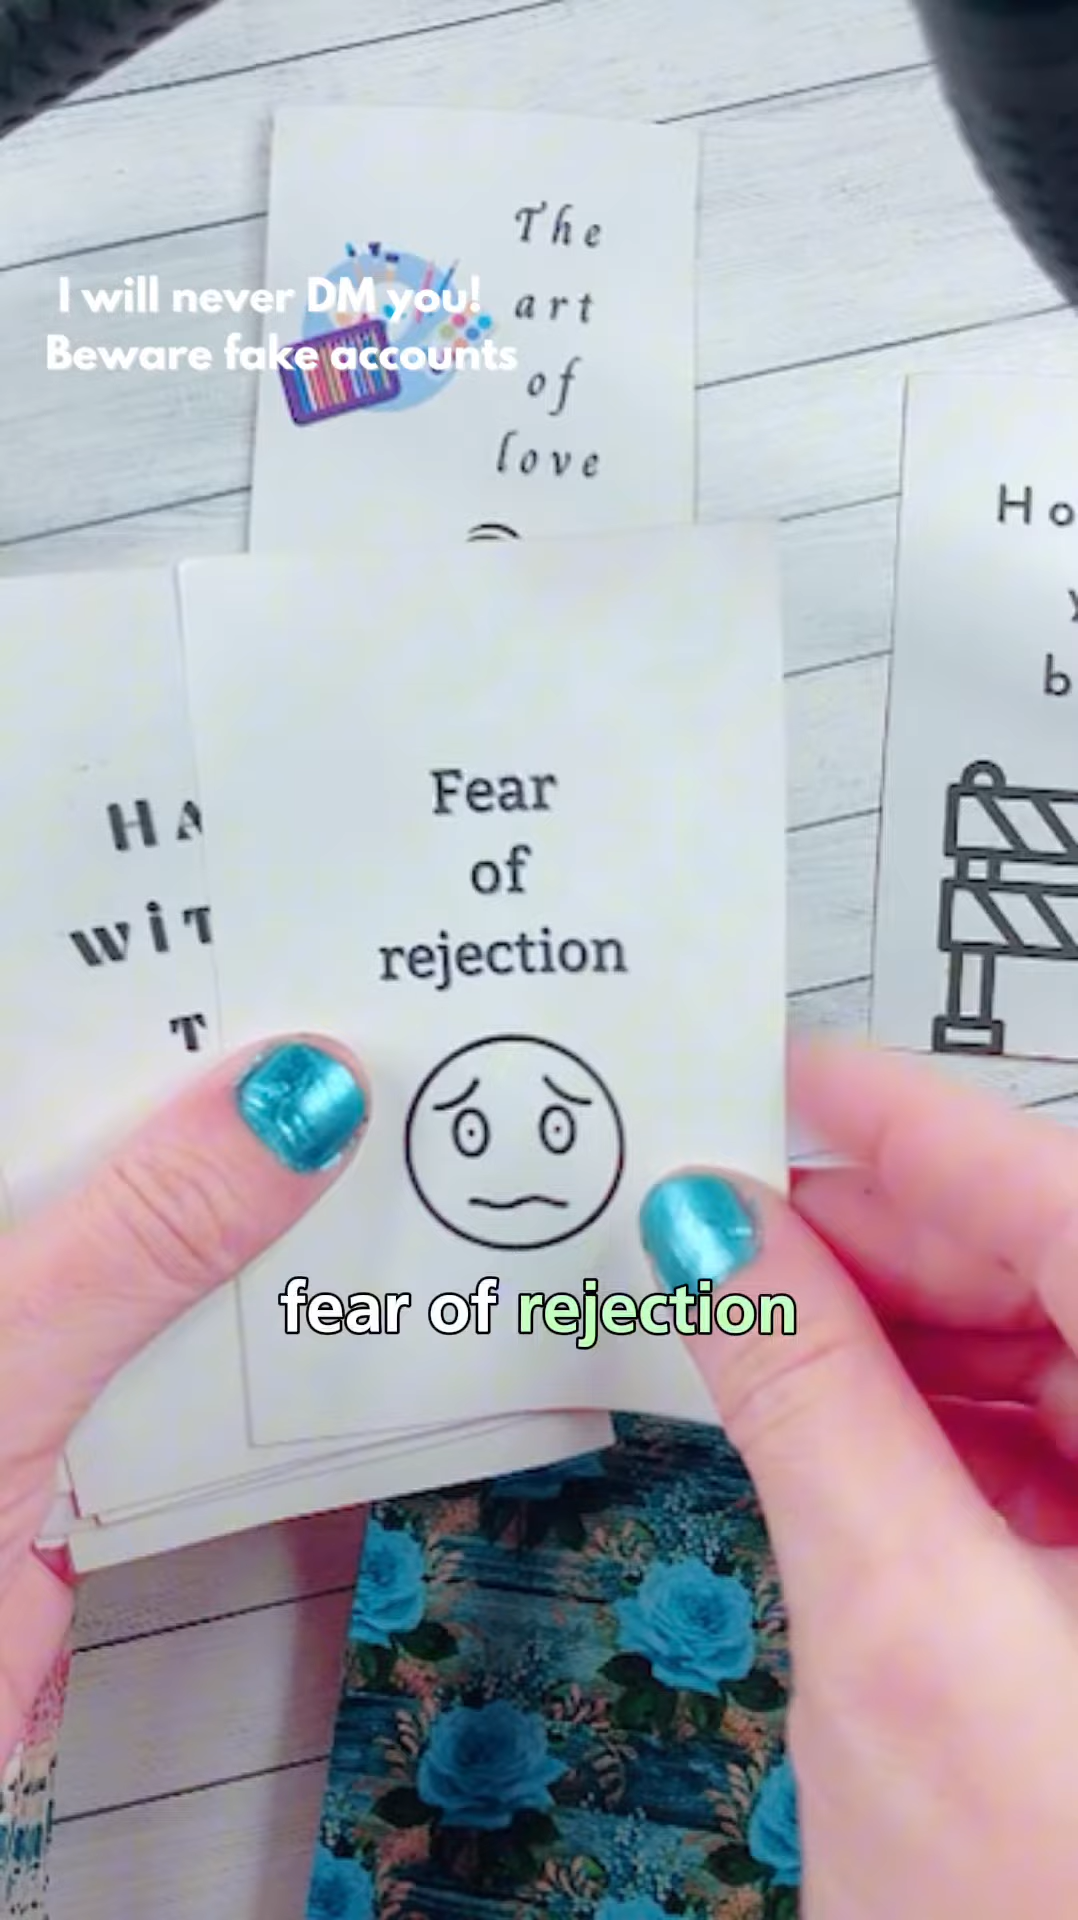 The
art
of
love
I will never DM you!
Beware fake accounts
Fear
of
rejection
fear of rejection